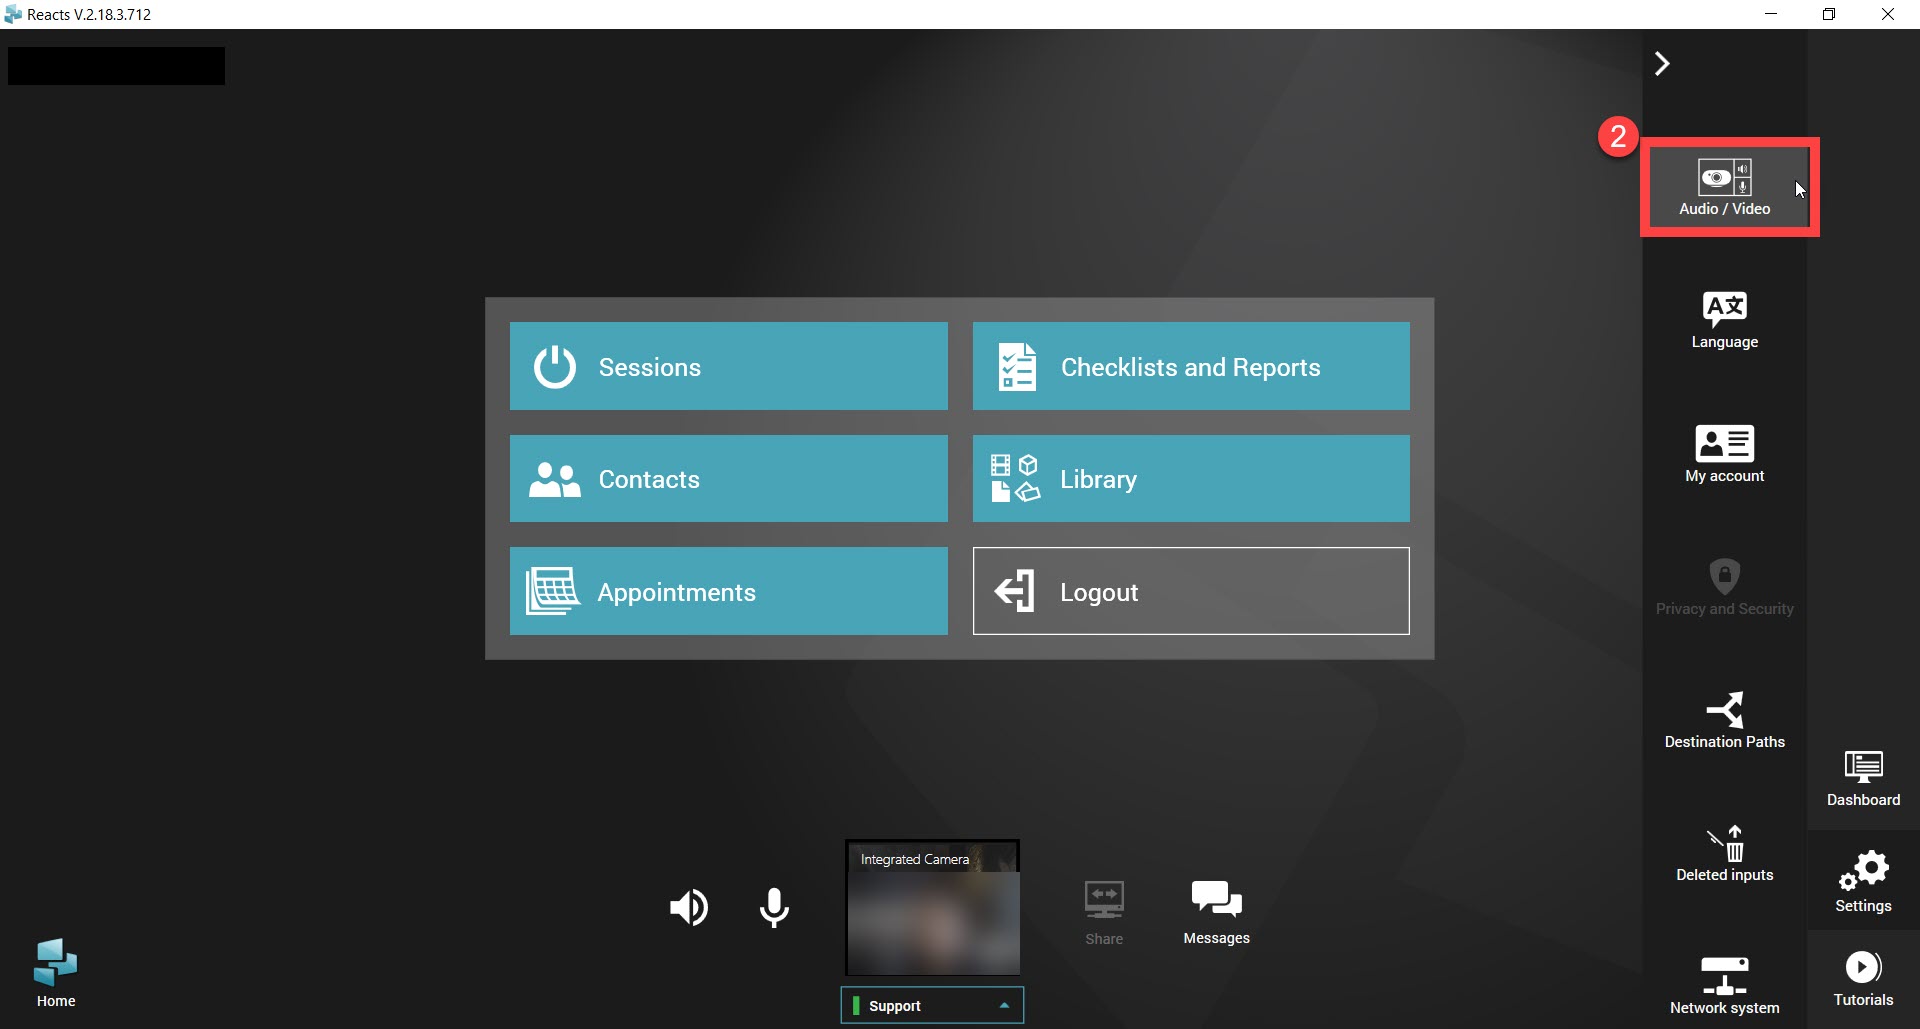 Reacts V.2.18.3.712
2
Audio / Video
Language
My account
Privacy and Security
Destination Paths
Deleted inputs
Network system
Sessions
Checklists and Reports
Contacts
Library
Appointments
Logout
Integrated Camera
Share
Messages
Support
Home
Dashboard
Settings
Tutorials